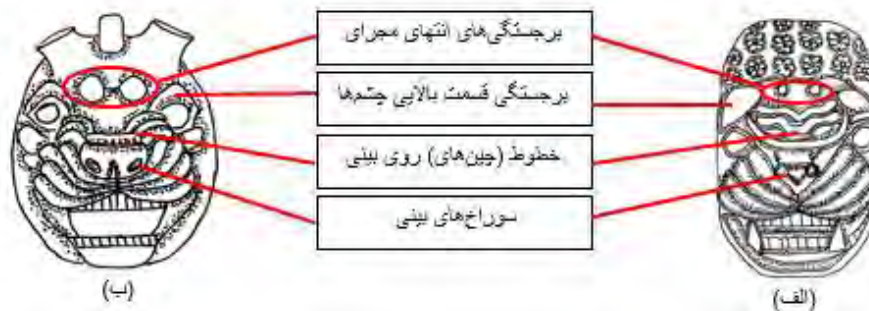 برجستگی‌های انتهای مجرای
برجستگی قسمت بالایی چشم‌ها
خطوط (چین‌های) روی بینی
سوراخ‌های بینی
(الف)
(ب)